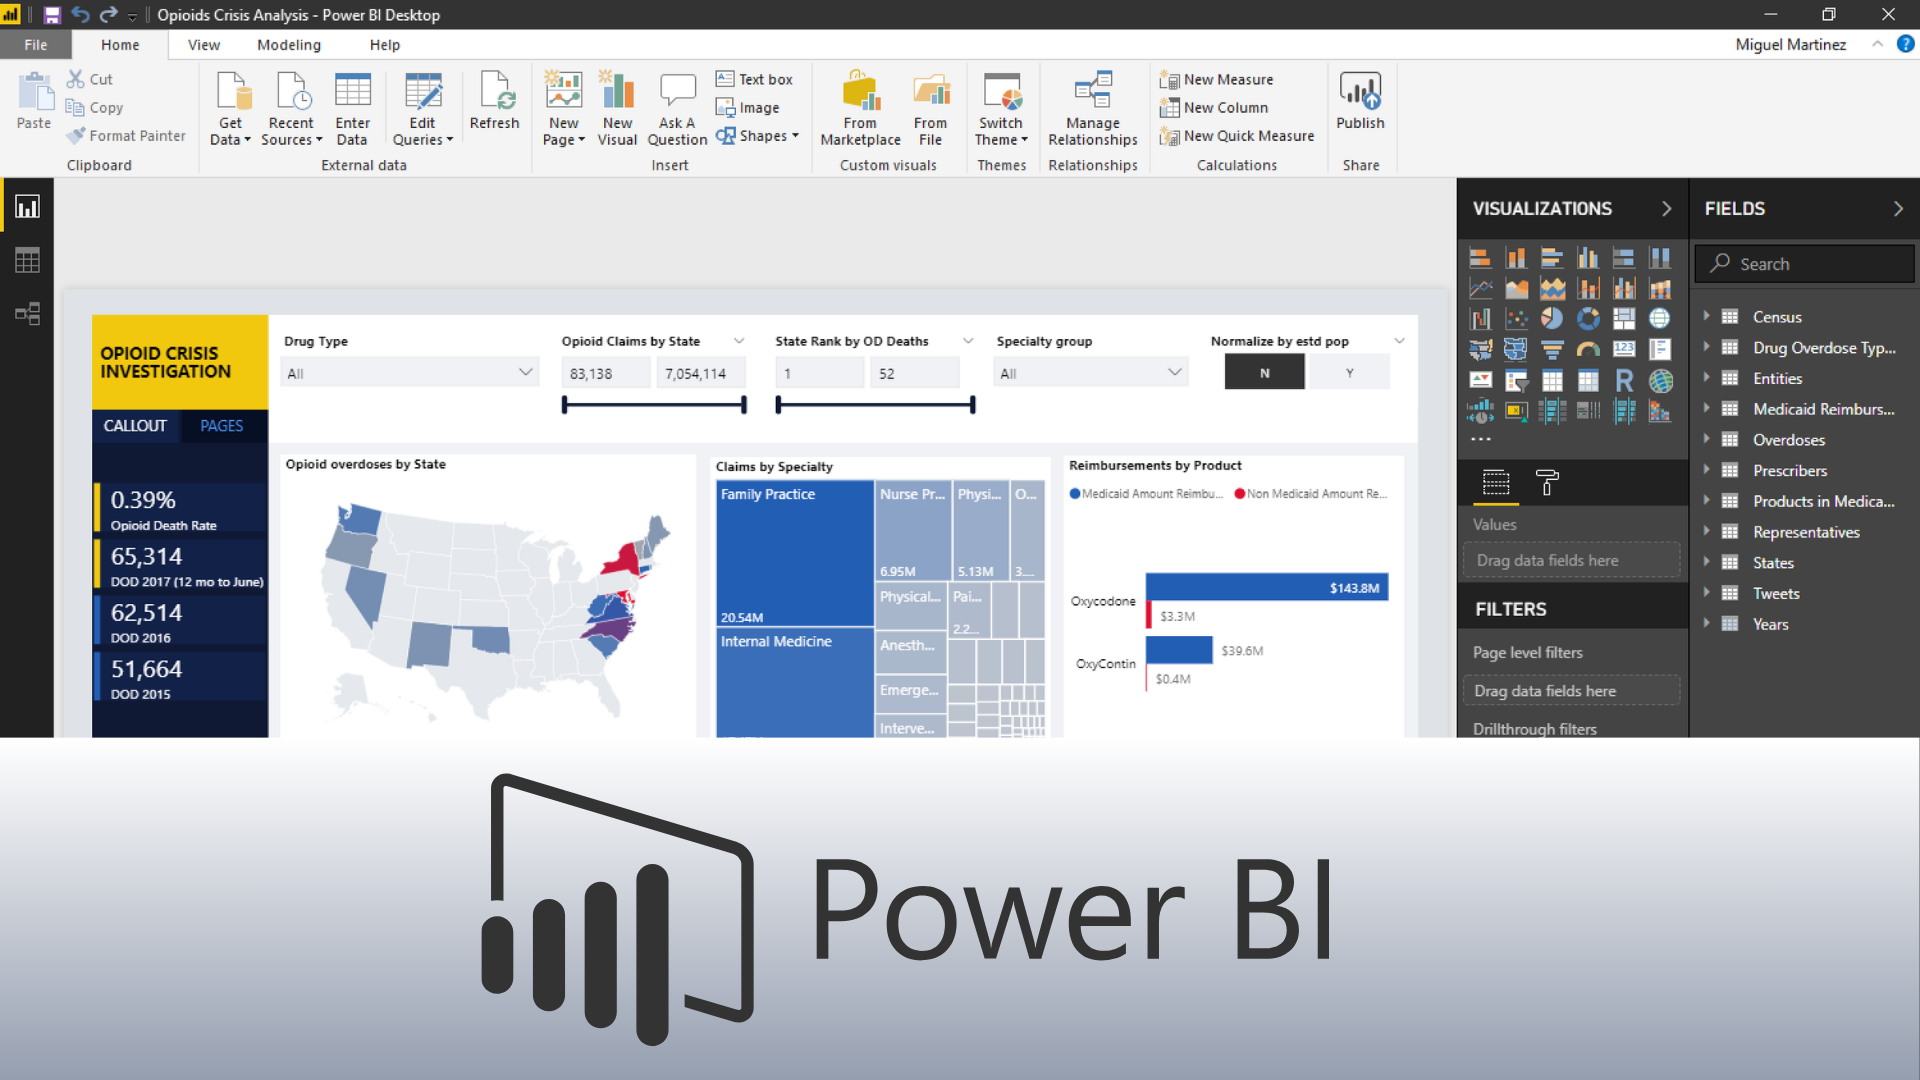 Opioids Crisis Analysis - Power BI Desktop
File Home View Modeling Help
Miguel Martinez
Paste
Cut
Copy
Format Painter
Clipboard
Get Data
Recent Sources
Enter Data
Edit Queries
Refresh
External data
New Page
New Visual
Ask A Question
Text box
Image
Shapes
Insert
From Marketplace
From File
Custom visuals
Switch Theme
Themes
Manage Relationships
Relationships
New Measure
New Column
New Quick Measure
Calculations
Publish
Share
OPIOID CRISIS
INVESTIGATION
CALLOUT PAGES
0.39%
Opioid Death Rate
65,314
DOD 2017 (12 mo to June)
62,514
DOD 2016
51,664
DOD 2015
Drug Type
All
Opioid Claims by State
83,138 7,054,114
State Rank by OD Deaths
1 52
Specialty group
All
Normalize by estd pop
N Y
Opioid overdoses by State
Claims by Specialty
Family Practice
20.54M
Internal Medicine
Nurse Pr...
6.95M
Physi...
5.13M
O...
3....
Physical...
Pai...
2.2...
Anesth...
Emerge...
Interve...
Reimbursements by Product
Medicaid Amount Reimbu... Non Medicaid Amount Re...
Oxycodone
$143.8M
$3.3M
OxyContin
$39.6M
$0.4M
VISUALIZATIONS
123
R
Values
Drag data fields here
FILTERS
Page level filters
Drag data fields here
Drillthrough filters
FIELDS
Search
Census
Drug Overdose Typ...
Entities
Medicaid Reimburs...
Overdoses
Prescribers
Products in Medica...
Representatives
States
Tweets
Years
Power BI